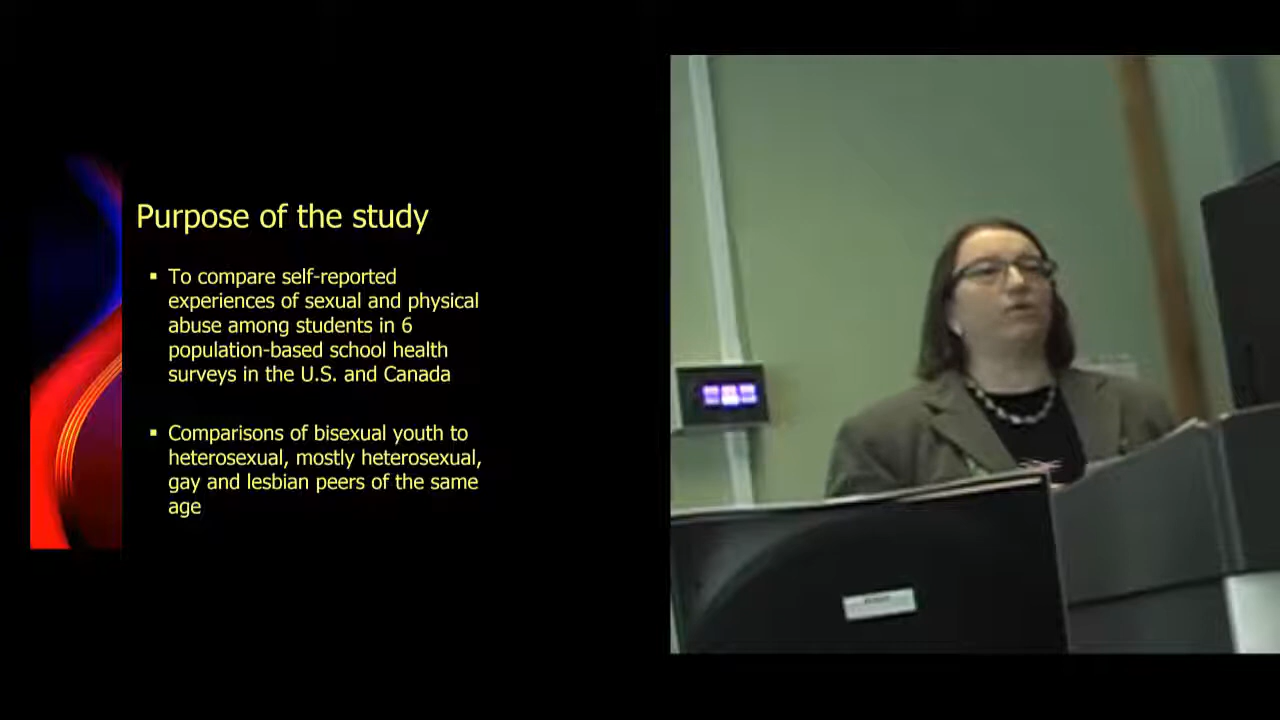 Purpose of the study
▪ To compare self-reported
experiences of sexual and physical
abuse among students in 6
population-based school health
surveys in the U.S. and Canada
▪ Comparisons of bisexual youth to
heterosexual, mostly heterosexual,
gay and lesbian peers of the same
age